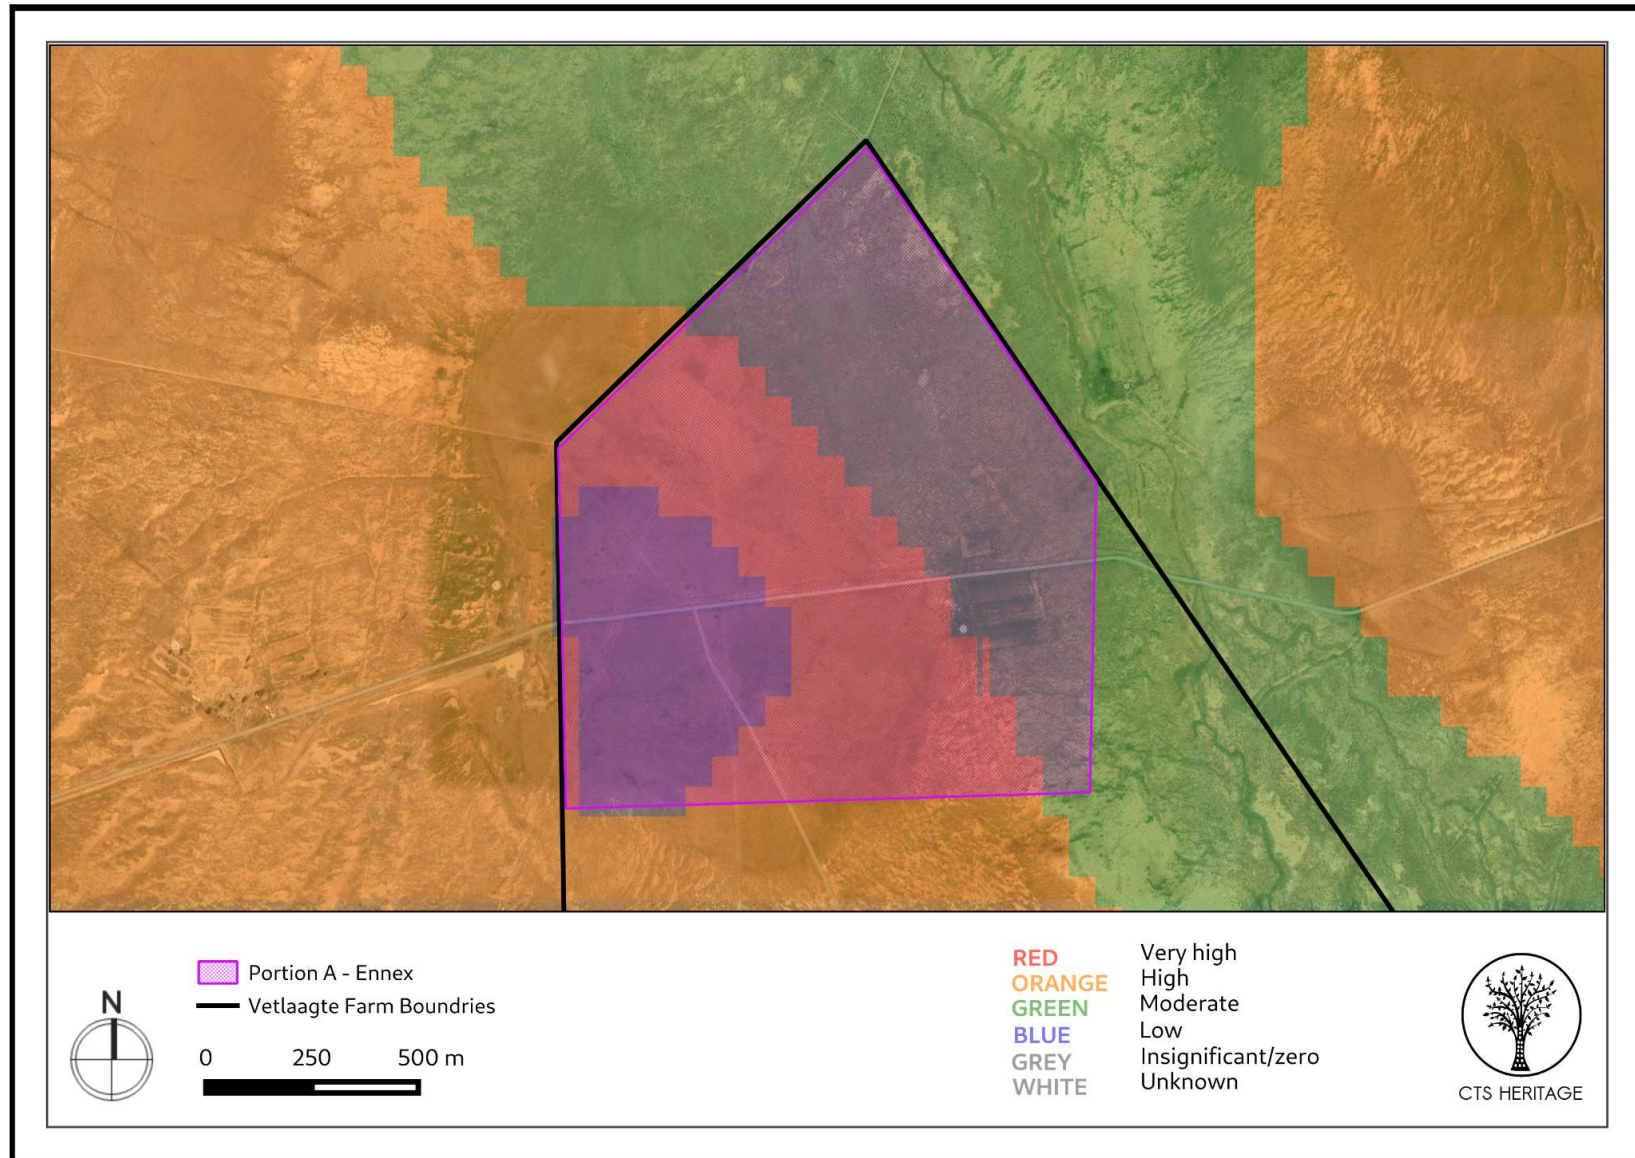 Portion A - Ennex
Vetlaagte Farm Boundries
N
0 250 500 m
RED Very high
ORANGE High
GREEN Moderate
BLUE Low
GREY Insignificant/zero
WHITE Unknown
CTS HERITAGE